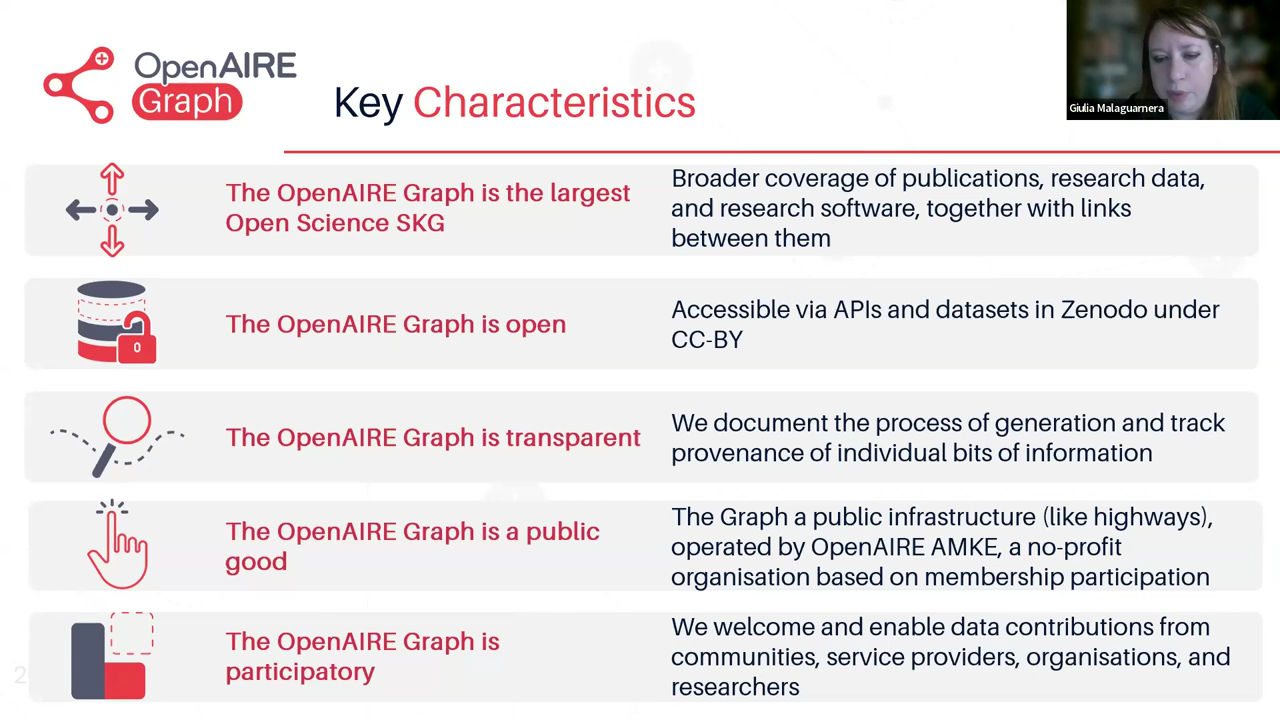 OpenAIRE
Graph
Key Characteristics
Giulia Malaguarnera
The OpenAIRE Graph is the largest
Open Science SKG
Broader coverage of publications, research data,
and research software, together with links
between them
The OpenAIRE Graph is open
Accessible via APIs and datasets in Zenodo under
CC-BY
0
The OpenAIRE Graph is transparent
We document the process of generation and track
provenance of individual bits of information
The OpenAIRE Graph is a public
good
The Graph a public infrastructure (like highways),
operated by OpenAIRE AMKE, a no-profit
organisation based on membership participation
The OpenAIRE Graph is
participatory
We welcome and enable data contributions from
communities, service providers, organisations, and
researchers
2